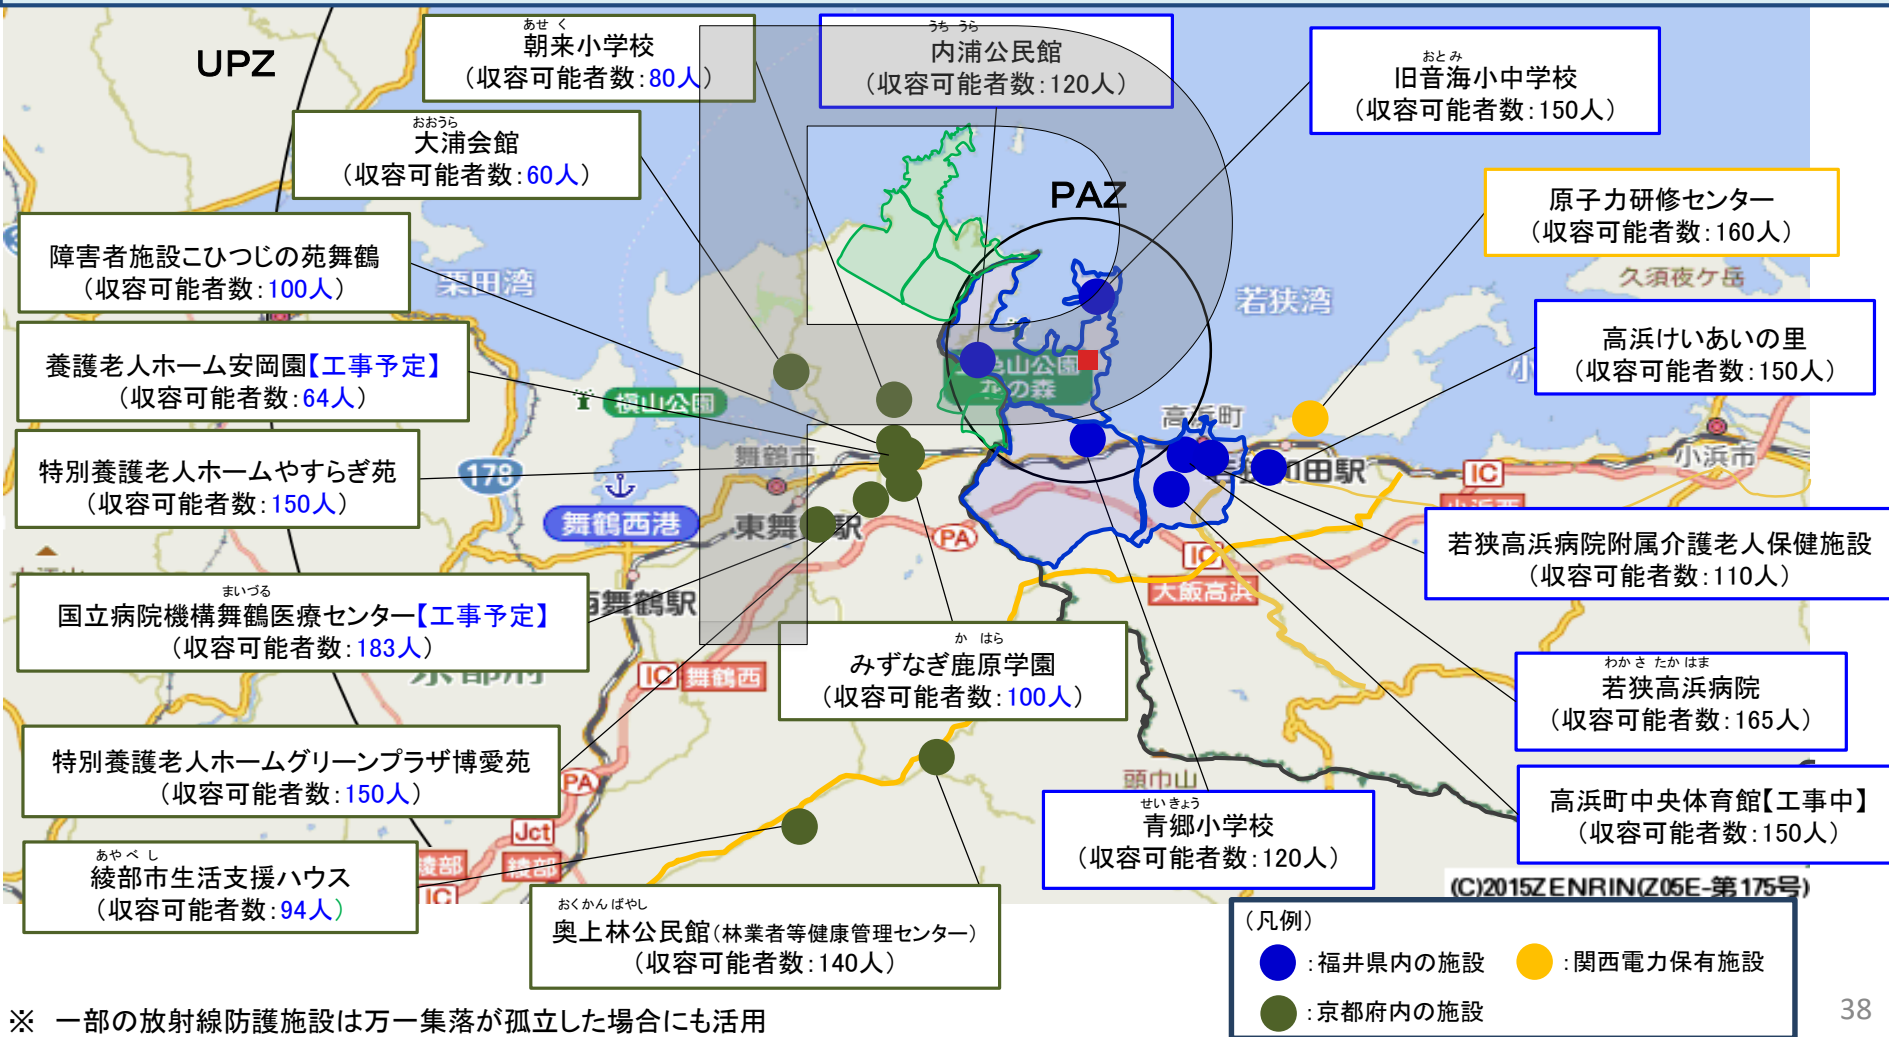 UPZ
あせ く
朝来小学校
（収容可能者数：80人）
うち うら
内浦公民館
（収容可能者数：120人）
おとみ
旧音海小中学校
（収容可能者数：150人）
おおうら
大浦会館
（収容可能者数：60人）
PAZ
原子力研修センター
（収容可能者数：160人）
障害者施設こひつじの苑舞鶴
（収容可能者数：100人）
栗田湾
若狭湾
久須夜ケ岳
養護老人ホーム安岡園【工事予定】
（収容可能者数：64人）
高浜けいあいの里
（収容可能者数：150人）
山公園
の森
横山公園
高浜町
小
特別養護老人ホームやすらぎ苑
（収容可能者数：150人）
178
舞鶴市
田駅
IC
小浜市
舞鶴西港
東舞
駅
PA
若狭高浜病院附属介護老人保健施設
（収容可能者数：110人）
IC
大飯高浜
まいづる
国立病院機構舞鶴医療センター【工事予定】
（収容可能者数：183人）
西舞鶴駅
か はら
みずなぎ鹿原学園
（収容可能者数：100人）
IC
舞鶴西
京都府
わかさ たかはま
若狭高浜病院
（収容可能者数：165人）
特別養護老人ホームグリーンプラザ博愛苑
（収容可能者数：150人）
PA
頭巾山
高浜町中央体育館【工事中】
（収容可能者数：150人）
せいきょう
青郷小学校
（収容可能者数：120人）
Jct
綾部
綾部
IC
あやべ し
綾部市生活支援ハウス
（収容可能者数：94人）
おくかんばやし
奥上林公民館（林業者等健康管理センター）
（収容可能者数：140人）
(C)2015ZENRIN(Z05E-第175号)
（凡例）
：福井県内の施設
：関西電力保有施設
：京都府内の施設
※ 一部の放射線防護施設は万一集落が孤立した場合にも活用
38